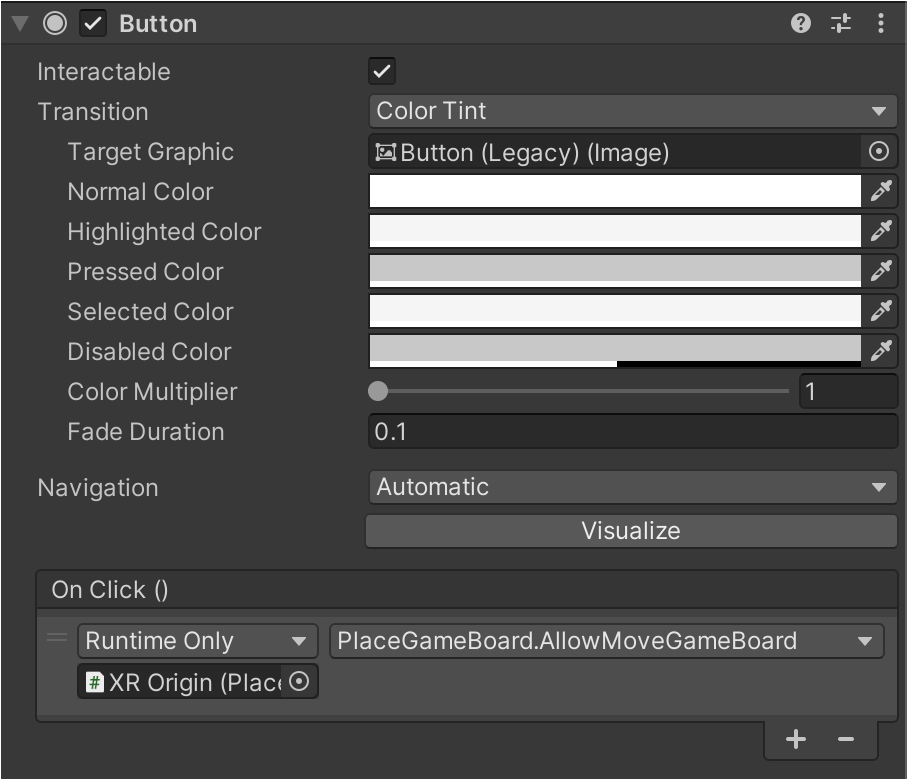 Button
Interactable
Transition Color Tint
Target Graphic Button (Legacy) (Image)
Normal Color
Highlighted Color
Pressed Color
Selected Color
Disabled Color
Color Multiplier 1
Fade Duration 0.1
Navigation Automatic
Visualize
On Click ()
Runtime Only PlaceGameBoard.AllowMoveGameBoard
# XR Origin (Place